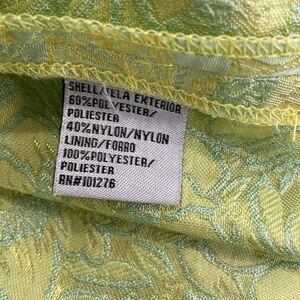 SHELL/TELA EXTERIOR
60%POLYESTER/
POLIESTER
40%NYLON/NYLON
LINING/FORRO
100%POLYESTER/
POLIESTER
RN#101276